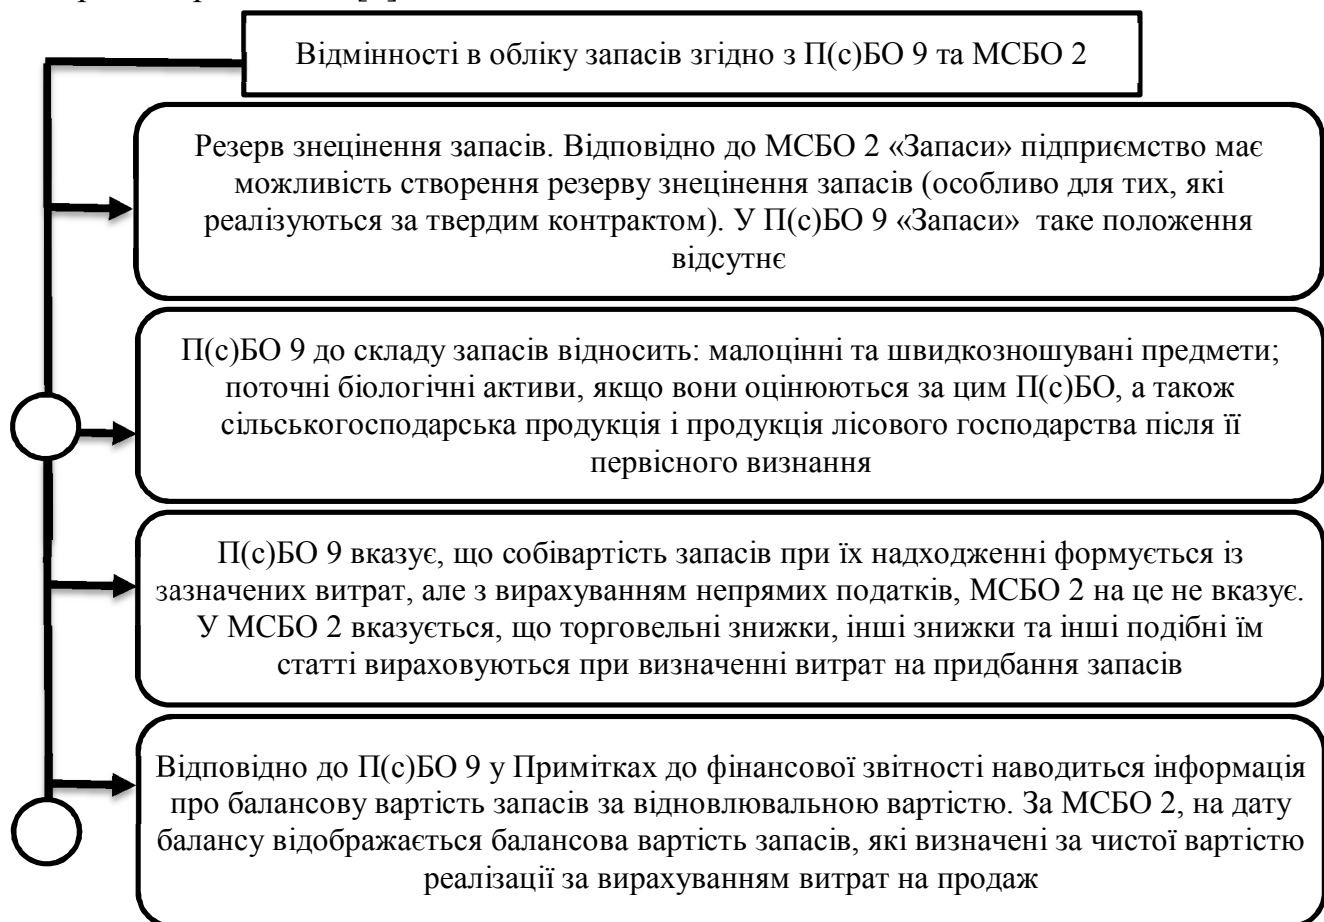 Відмінності в обліку запасів згідно з П(с)БО 9 та МСБО 2
Резерв знецінення запасів. Відповідно до МСБО 2 «Запаси» підприємство має
можливість створення резерву знецінення запасів (особливо для тих, які
реалізуються за твердим контрактом). У П(с)БО 9 «Запаси» таке положення
відсутнє
П(с)БО 9 до складу запасів відносить: малоцінні та швидкозношувані предмети;
поточні біологічні активи, якщо вони оцінюються за цим П(с)БО, а також
сільськогосподарська продукція і продукція лісового господарства після її
первісного визнання
П(с)БО 9 вказує, що собівартість запасів при їх надходженні формується із
зазначених витрат, але з вирахуванням непрямих податків, МСБО 2 на це не вказує.
У МСБО 2 вказується, що торговельні знижки, інші знижки та інші подібні їм
статті вираховуються при визначенні витрат на придбання запасів
Відповідно до П(с)БО 9 у Примітках до фінансової звітності наводиться інформація
про балансову вартість запасів за відновлювальною вартістю. За МСБО 2, на дату
балансу відображається балансова вартість запасів, які визначені за чистої вартістю
реалізації за вирахуванням витрат на продаж